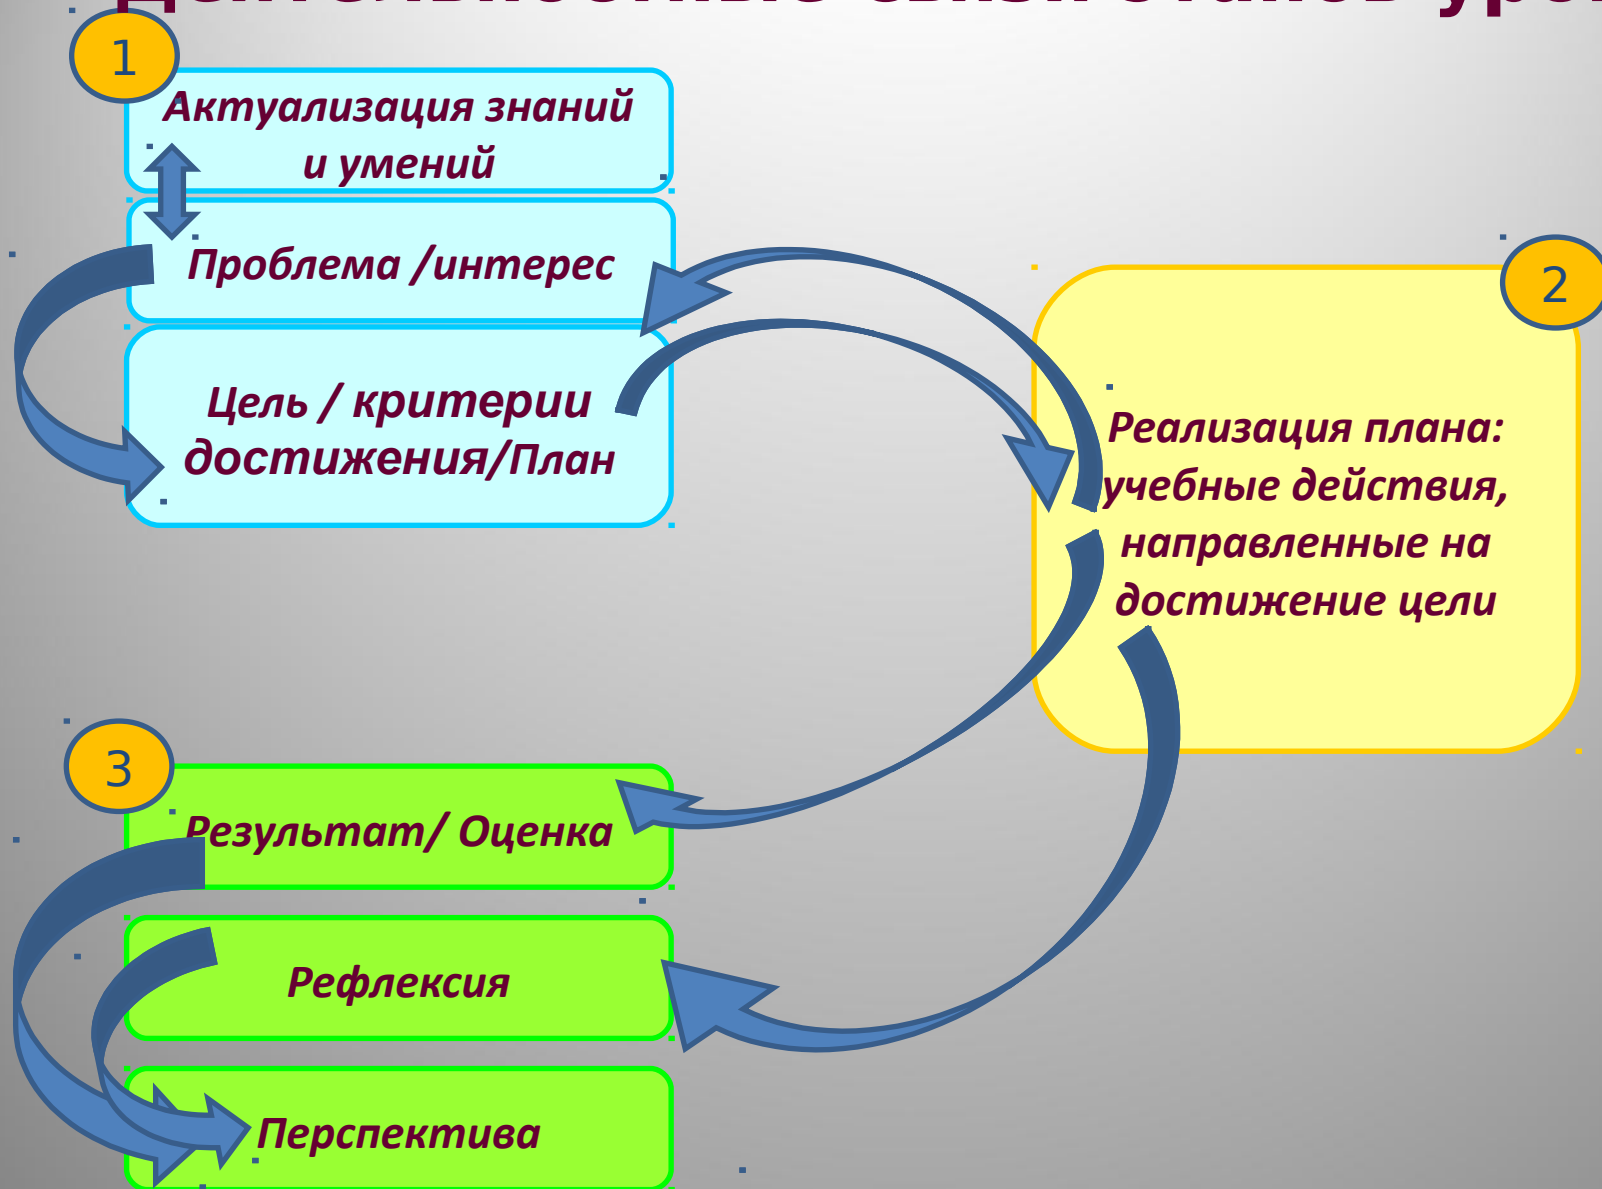 1
Актуализация знаний
и умений
Проблема /интерес
Цель / критерии
достижения/План
2
Реализация плана:
учебные действия,
направленные на
достижение цели
3
Результат/ Оценка
Рефлексия
Перспектива